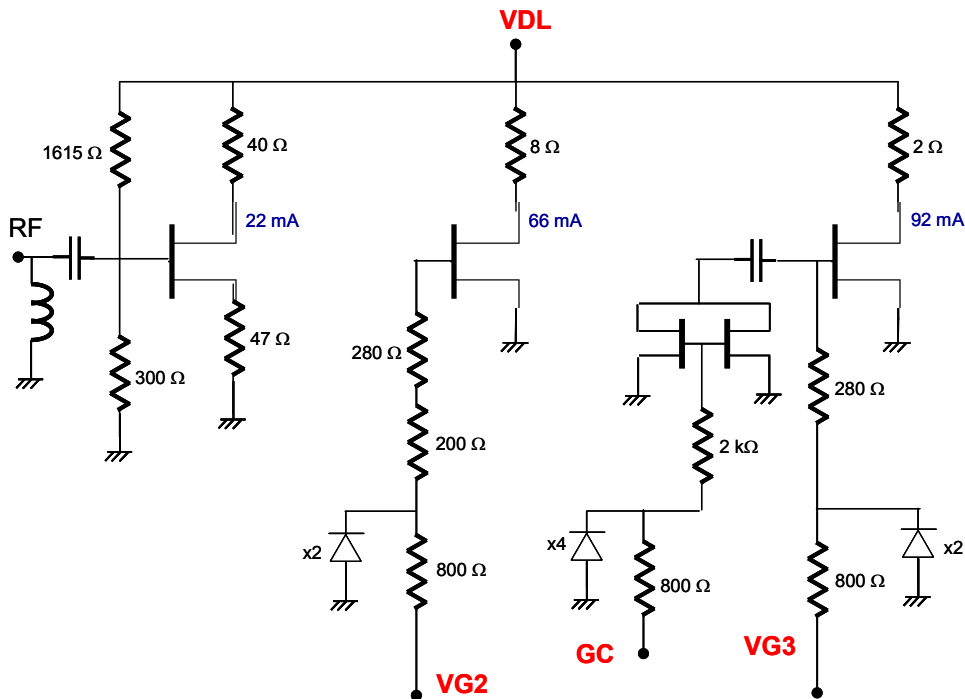 VDL
1615 Ω
40 Ω
8 Ω
2 Ω
RF
22 mA
66 mA
92 mA
300 Ω
47 Ω
280 Ω
280 Ω
200 Ω
2 kΩ
x2
800 Ω
x4
800 Ω
800 Ω
x2
VG2
GC
VG3